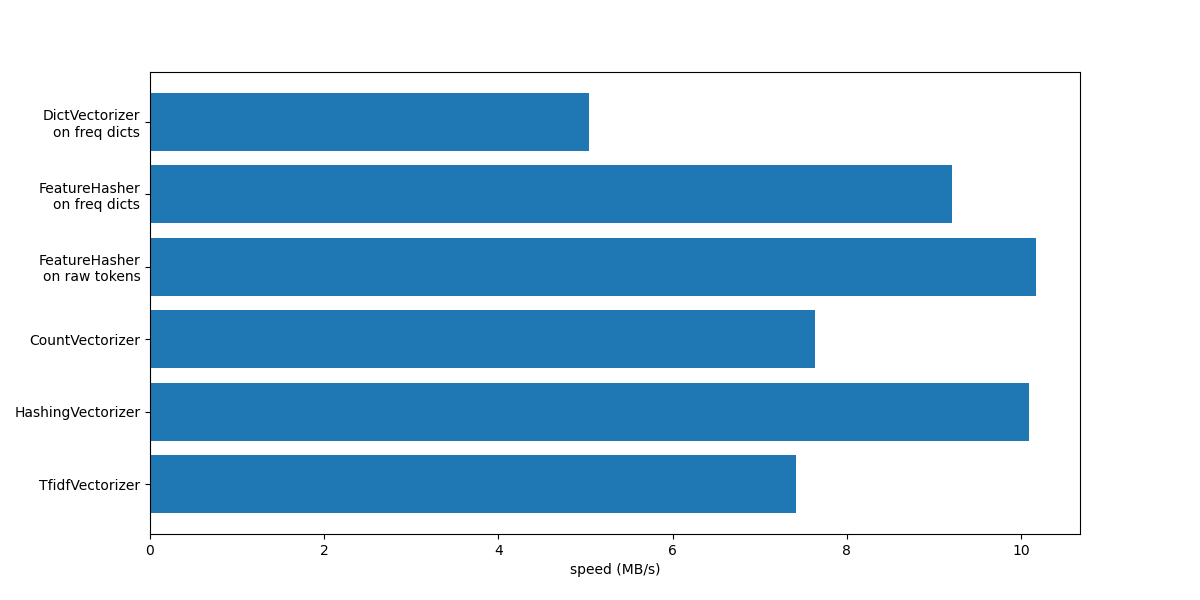 DictVectorizer
on freq dicts
FeatureHasher
on freq dicts
FeatureHasher
on raw tokens
CountVectorizer
HashingVectorizer
TfidfVectorizer
0 2 4 6 8 10
speed (MB/s)